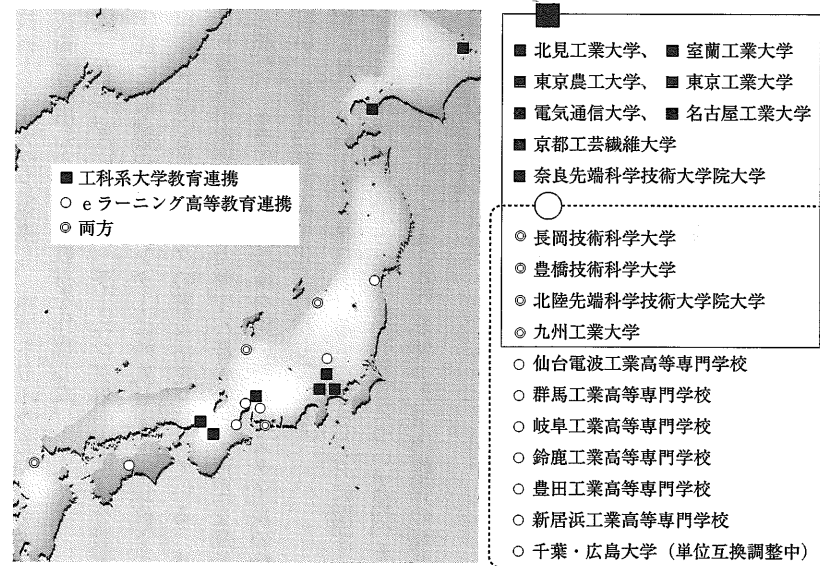 ■ 工科系大学教育連携
○ eラーニング高等教育連携
◎ 両方
■ 北見工業大学、 ■ 室蘭工業大学
■ 東京農工大学、 ■ 東京工業大学
■ 電気通信大学、 ■ 名古屋工業大学
■ 京都工芸繊維大学
■ 奈良先端科学技術大学院大学
◎ 長岡技術科学大学
◎ 豊橋技術科学大学
◎ 北陸先端科学技術大学院大学
◎ 九州工業大学
○ 仙台電波工業高等専門学校
○ 群馬工業高等専門学校
○ 岐阜工業高等専門学校
○ 鈴鹿工業高等専門学校
○ 豊田工業高等専門学校
○ 新居浜工業高等専門学校
○ 千葉・広島大学（単位互換調整中）